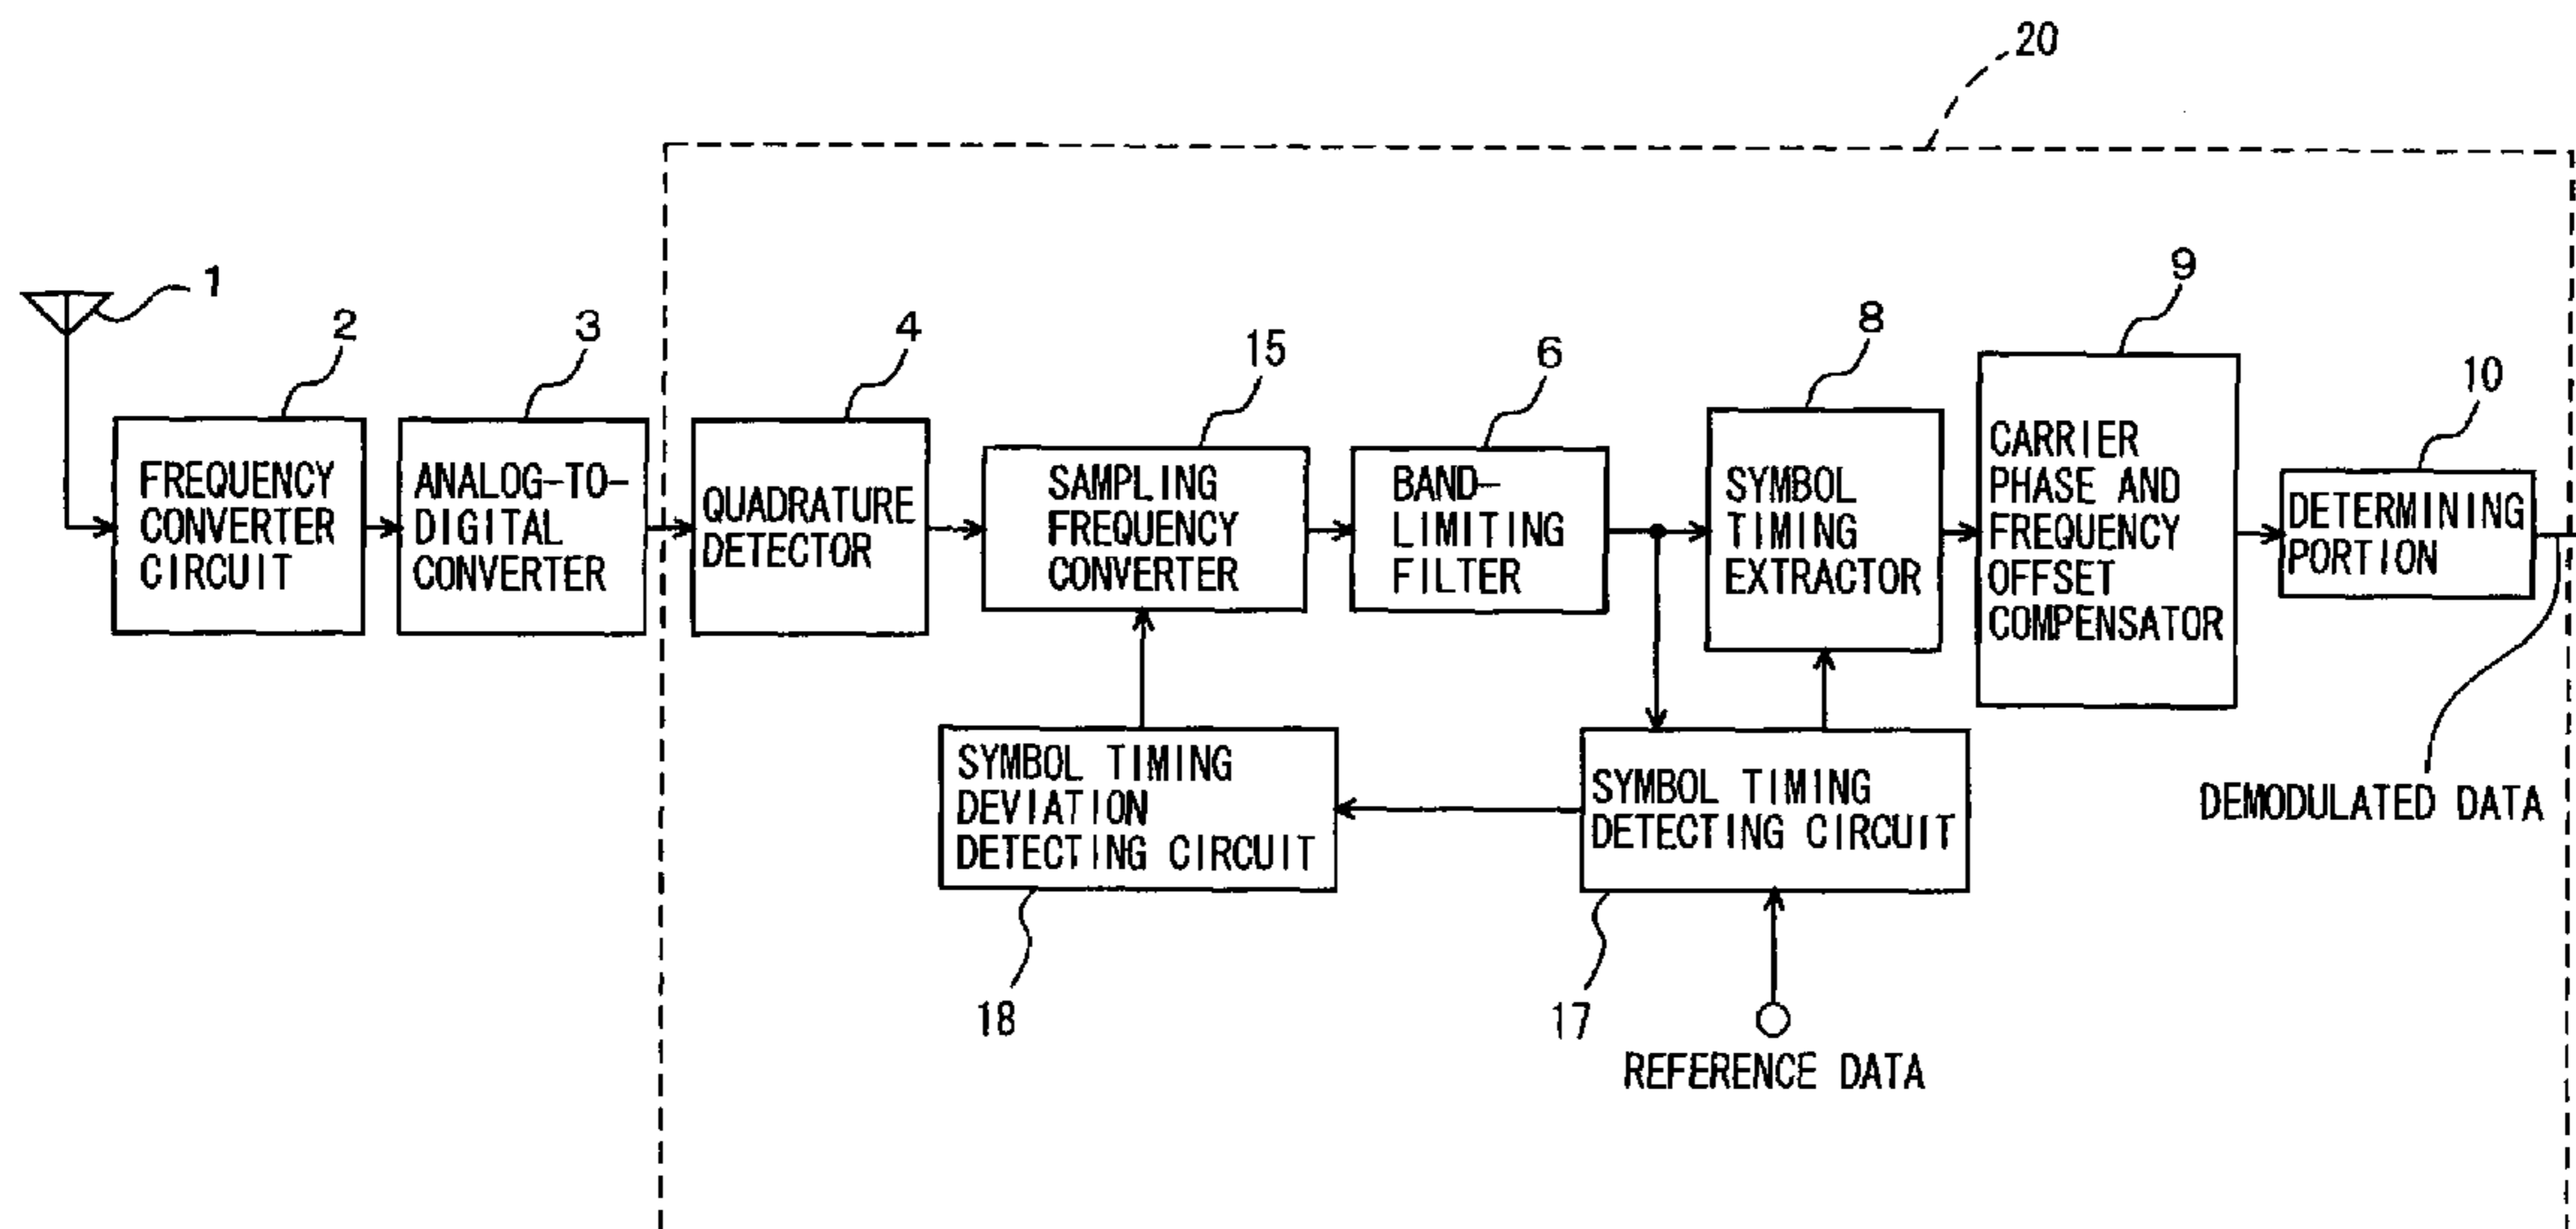 20
1
2
3
4
15
6
8
9
10
FREQUENCY
CONVERTER
CIRCUIT
ANALOG-TO-
DIGITAL
CONVERTER
QUADRATURE
DETECTOR
SAMPLING
FREQUENCY
CONVERTER
BAND-
LIMITING
FILTER
SYMBOL
TIMING
EXTRACTOR
CARRIER
PHASE AND
FREQUENCY
OFFSET
COMPENSATOR
DETERMINING
PORTION
SYMBOL TIMING
DEVIATION
DETECTING CIRCUIT
SYMBOL TIMING
DETECTING CIRCUIT
DEMODULATED DATA
18
17
REFERENCE DATA